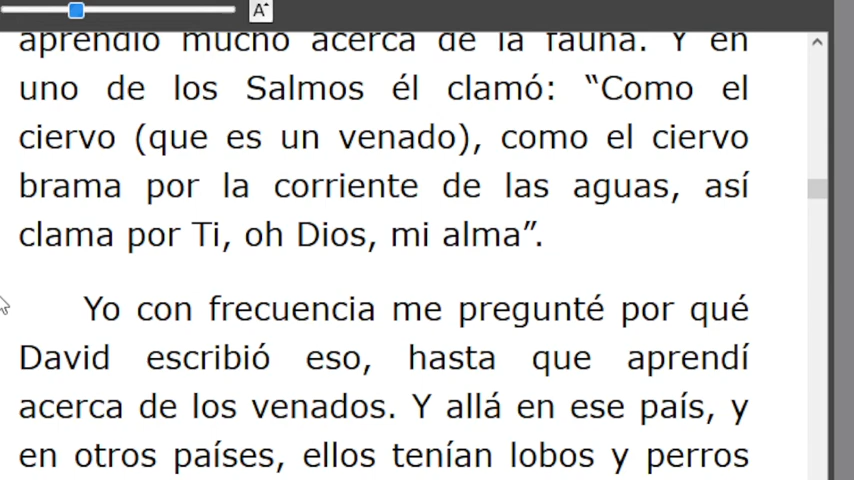 A
aprendió mucho acerca de la fauna. Y en
uno de los Salmos él clamó: “Como el
ciervo (que es un venado), como el ciervo
brama por la corriente de las aguas, así
clama por Ti, oh Dios, mi alma”.
Yo con frecuencia me pregunté por qué
David escribió eso, hasta que aprendí
acerca de los venados. Y allá en ese país, y
en otros países, ellos tenían lobos y perros